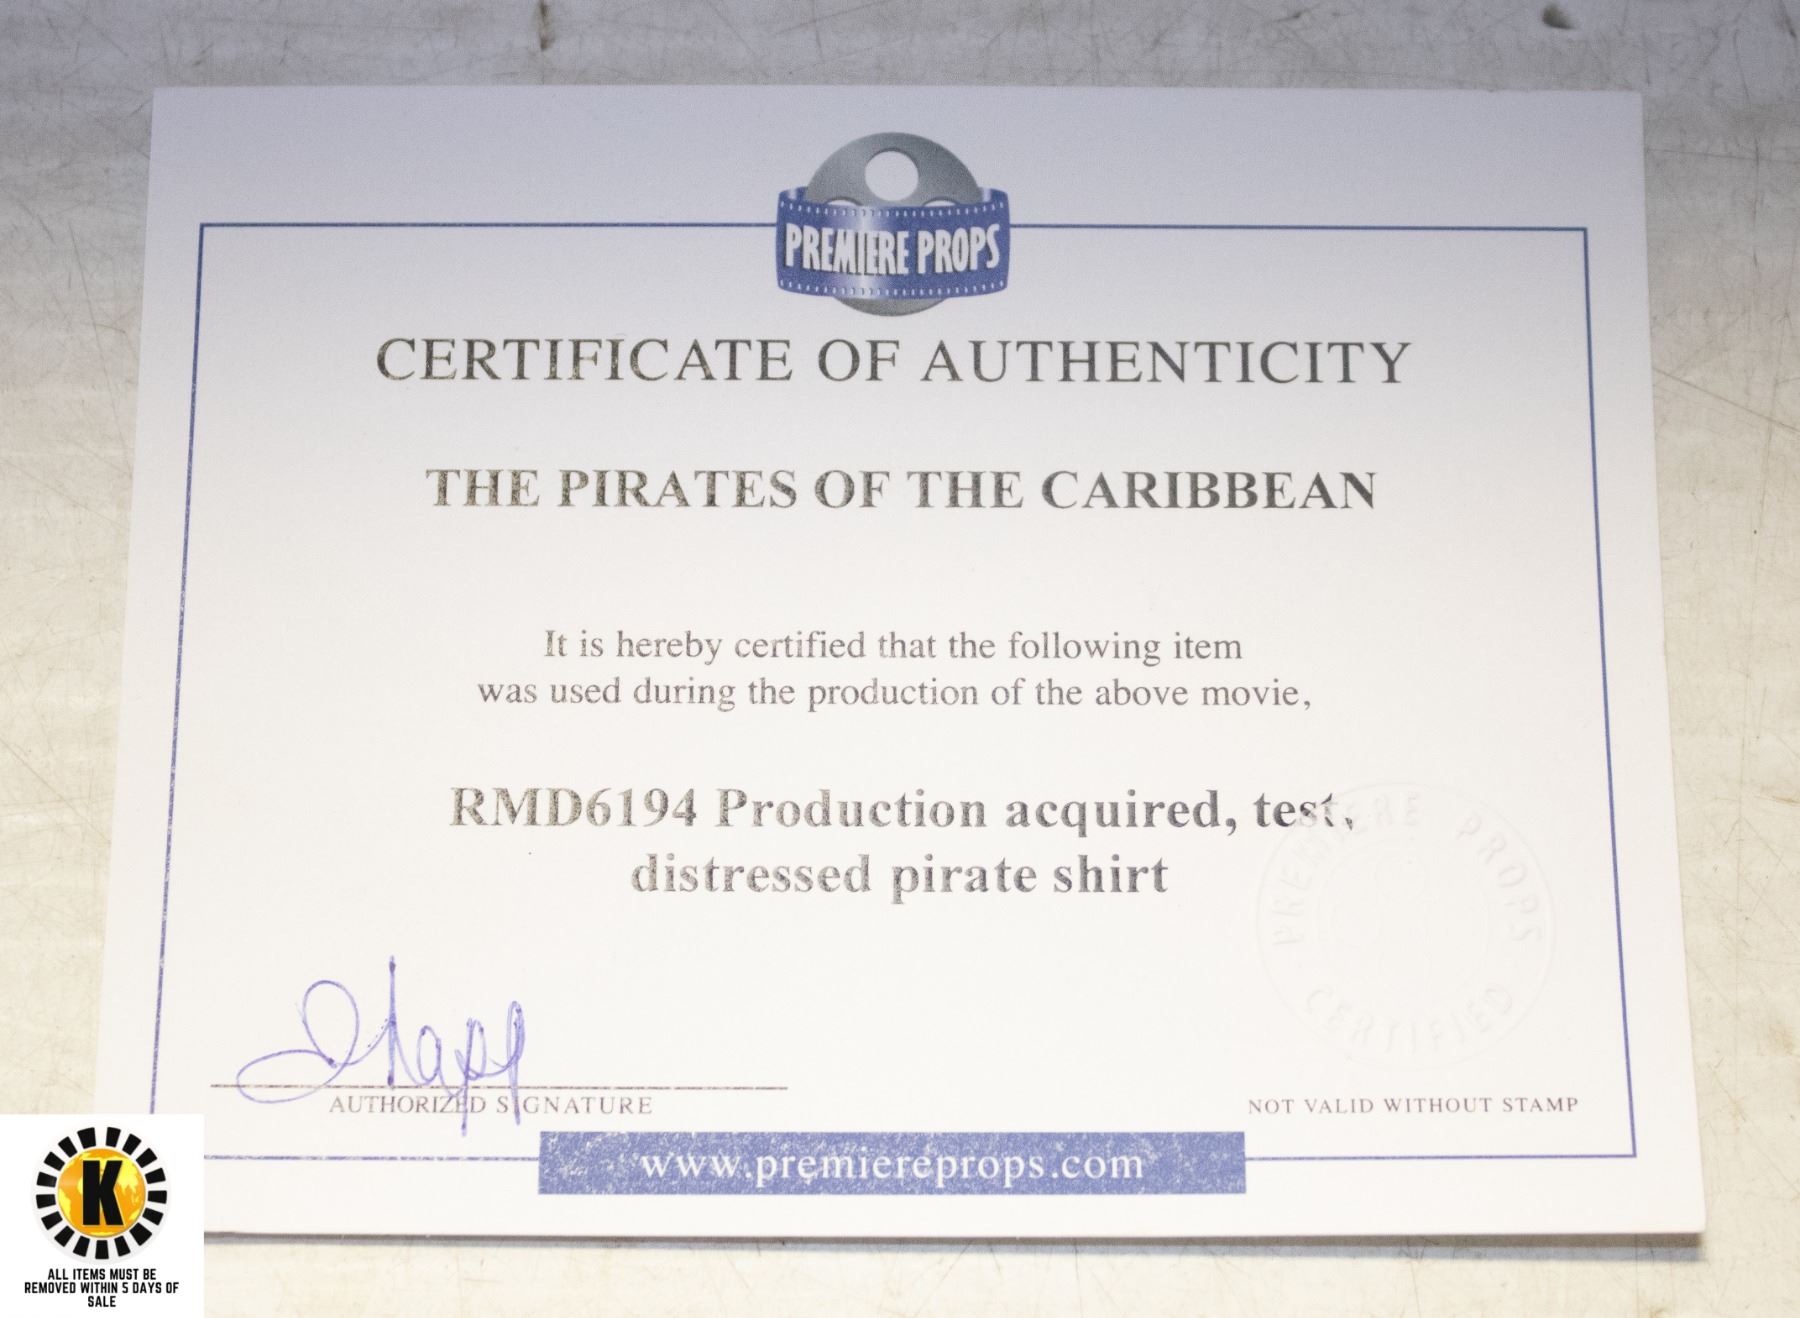 PREMIERE PROPS
CERTIFICATE OF AUTHENTICITY
THE PIRATES OF THE CARIBBEAN
It is hereby certified that the following item
was used during the production of the above movie,
RMD6194 Production acquired, test,
distressed pirate shirt
PREMIERE PROPS
CERTIFIED
AUTHORIZED SIGNATURE
NOT VALID WITHOUT STAMP
www.premiereprops.com
K
ALL ITEMS MUST BE
REMOVED WITHIN 5 DAYS OF
SALE